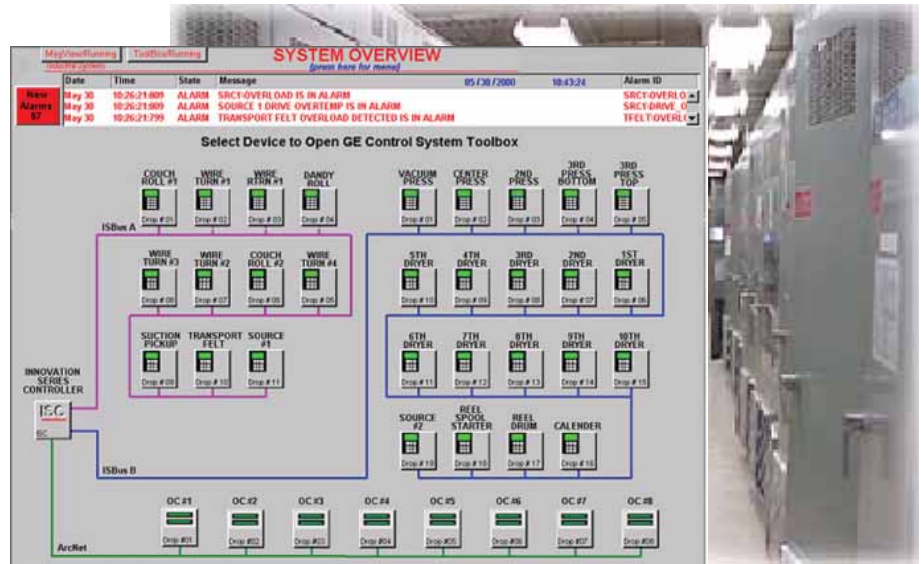 MsgViewRunning ToolBoxRunning
SYSTEM OVERVIEW
(press here for menu)
Date Time State Message 05/30/2000 10:43:24 Alarm ID
New Alarms 67
May 30 10:26:21:809 ALARM SRC1\OVERLOAD IS IN ALARM SRC1\OVERLO
May 30 10:26:21:809 ALARM SOURCE 1 DRIVE OVERTEMP IS IN ALARM SRC1\DRIVE_O
May 30 10:26:21:799 ALARM TRANSPORT FELT OVERLOAD DETECTED IS IN ALARM TFELT\OVERL
Select Device to Open GE Control System Toolbox
COUCH ROLL #1 WIRE TURN #1 WIRE RTRN #1 DANDY ROLL
Drop # 01 Drop # 02 Drop # 03 Drop # 04
VACUUM PRESS CENTER PRESS 2ND PRESS 3RD PRESS BOTTOM 3RD PRESS TOP
Drop # 01 Drop # 02 Drop # 03 Drop # 04 Drop # 05
ISBus A
WIRE TURN #3 WIRE TURN #2 COUCH ROLL #2 WIRE TURN #4
Drop # 08 Drop # 07 Drop # 06 Drop # 05
5TH DRYER 4TH DRYER 3RD DRYER 2ND DRYER 1ST DRYER
Drop # 10 Drop # 09 Drop # 08 Drop # 07 Drop # 06
SUCTION PICKUP TRANSPORT FELT SOURCE #1
Drop # 09 Drop # 10 Drop # 11
6TH DRYER 7TH DRYER 8TH DRYER 9TH DRYER 10TH DRYER
Drop # 11 Drop # 12 Drop # 13 Drop # 14 Drop # 15
INNOVATION SERIES CONTROLLER
ISC
SOURCE #2 REEL SPOOL STARTER REEL DRUM CALENDER
Drop # 19 Drop # 18 Drop # 17 Drop # 16
ISBus B
OC #1 OC #2 OC #3 OC #4 OC #5 OC #6 OC #7 OC #8
Drop #01 Drop #02 Drop #03 Drop #04 Drop #05 Drop #06 Drop #07 Drop #08
ArcNet